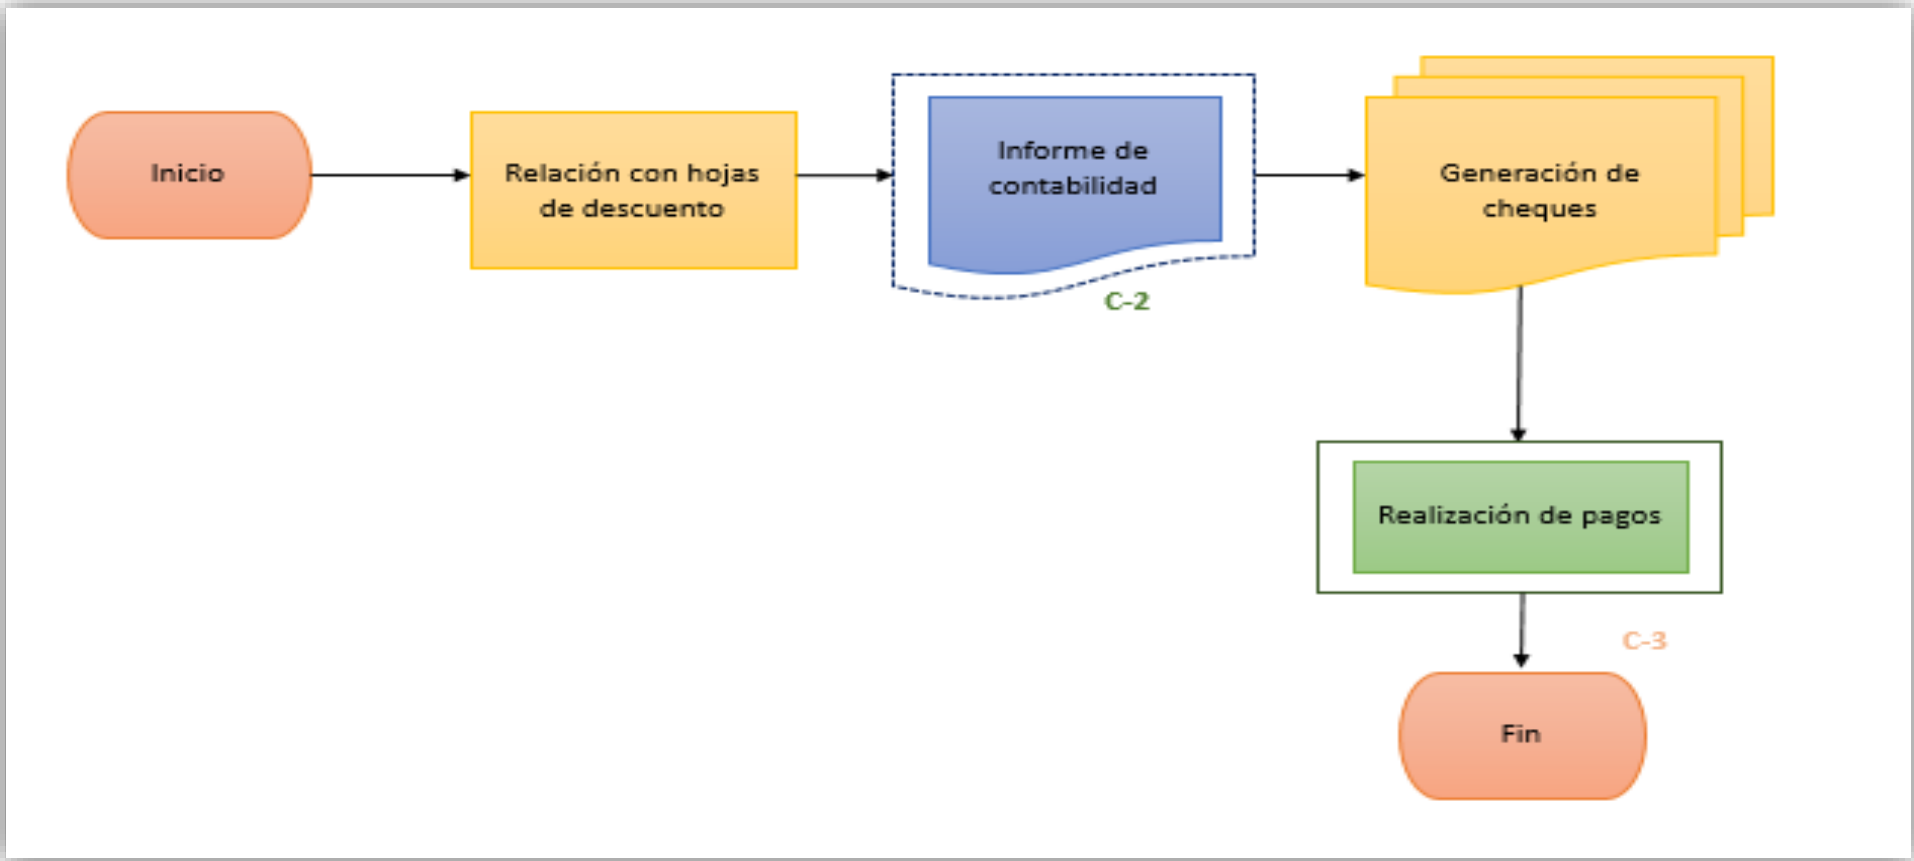 Inicio
Relación con hojas
de descuento
Informe de
contabilidad
C-2
Generación de
cheques
Realización de pagos
C-3
Fin